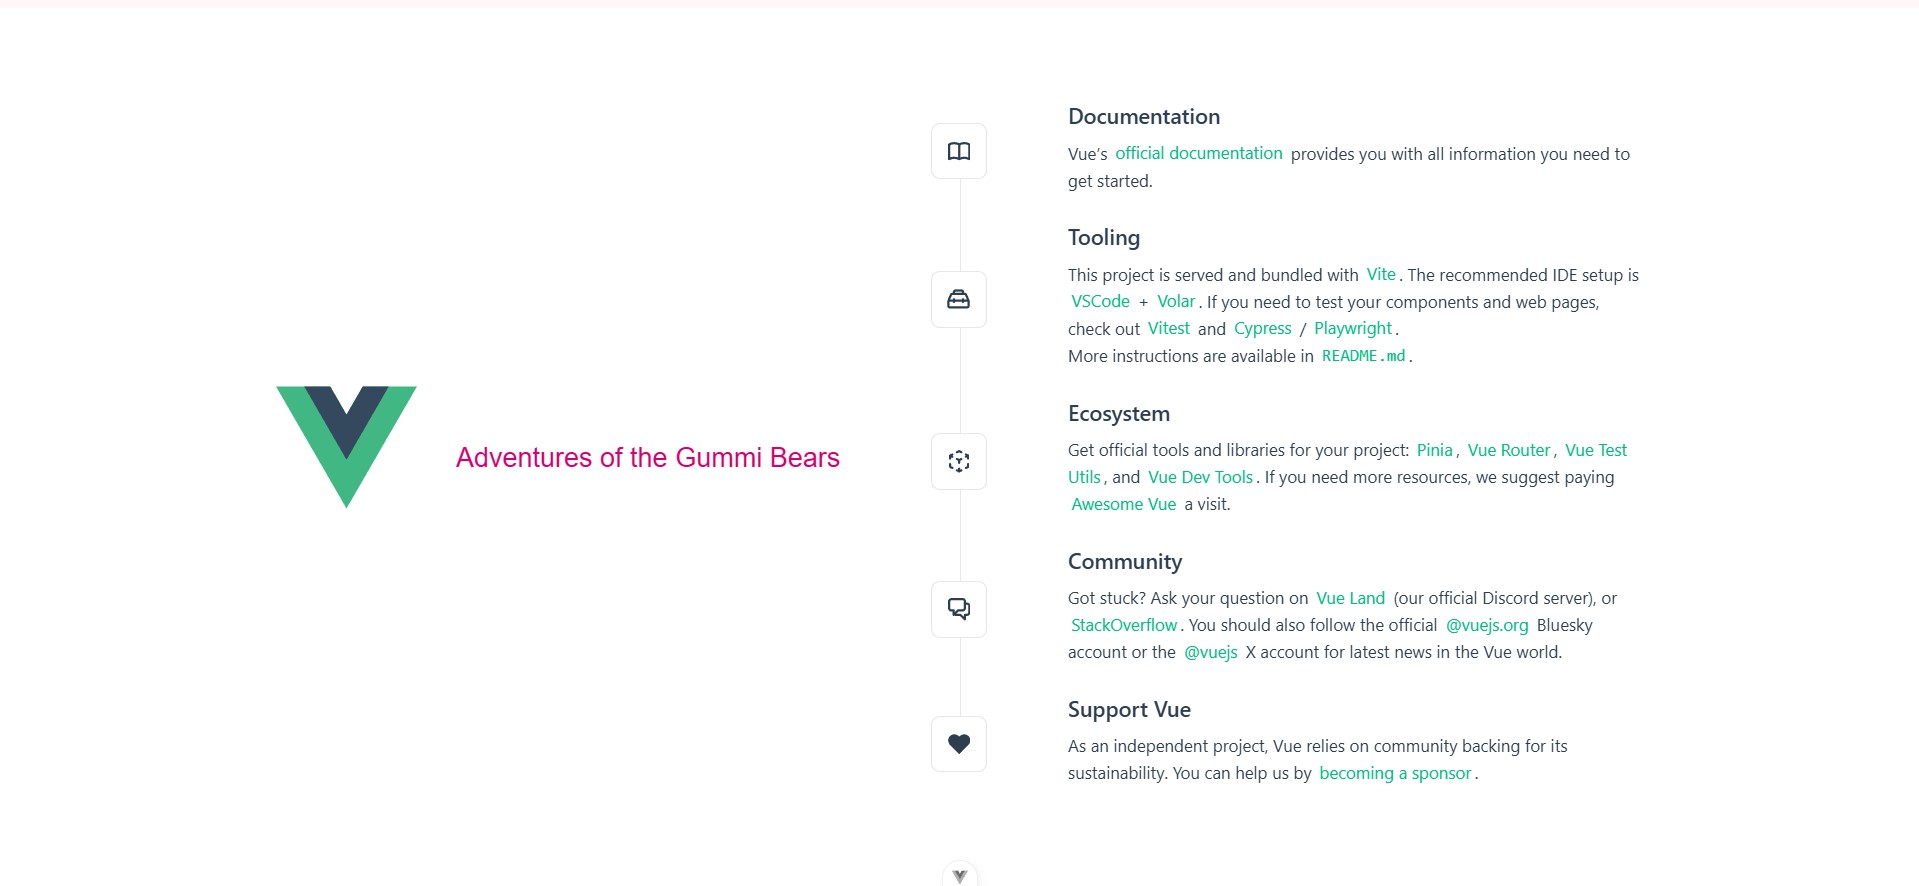 Adventures of the Gummi Bears
Documentation
Vue’s official documentation provides you with all information you need to
get started.
Tooling
This project is served and bundled with Vite. The recommended IDE setup is
VSCode + Volar. If you need to test your components and web pages,
check out Vitest and Cypress / Playwright.
More instructions are available in README.md.
Ecosystem
Get official tools and libraries for your project: Pinia, Vue Router, Vue Test
Utils, and Vue Dev Tools. If you need more resources, we suggest paying
Awesome Vue a visit.
Community
Got stuck? Ask your question on Vue Land (our official Discord server), or
StackOverflow. You should also follow the official @vuejs.org Bluesky
account or the @vuejs X account for latest news in the Vue world.
Support Vue
As an independent project, Vue relies on community backing for its
sustainability. You can help us by becoming a sponsor.